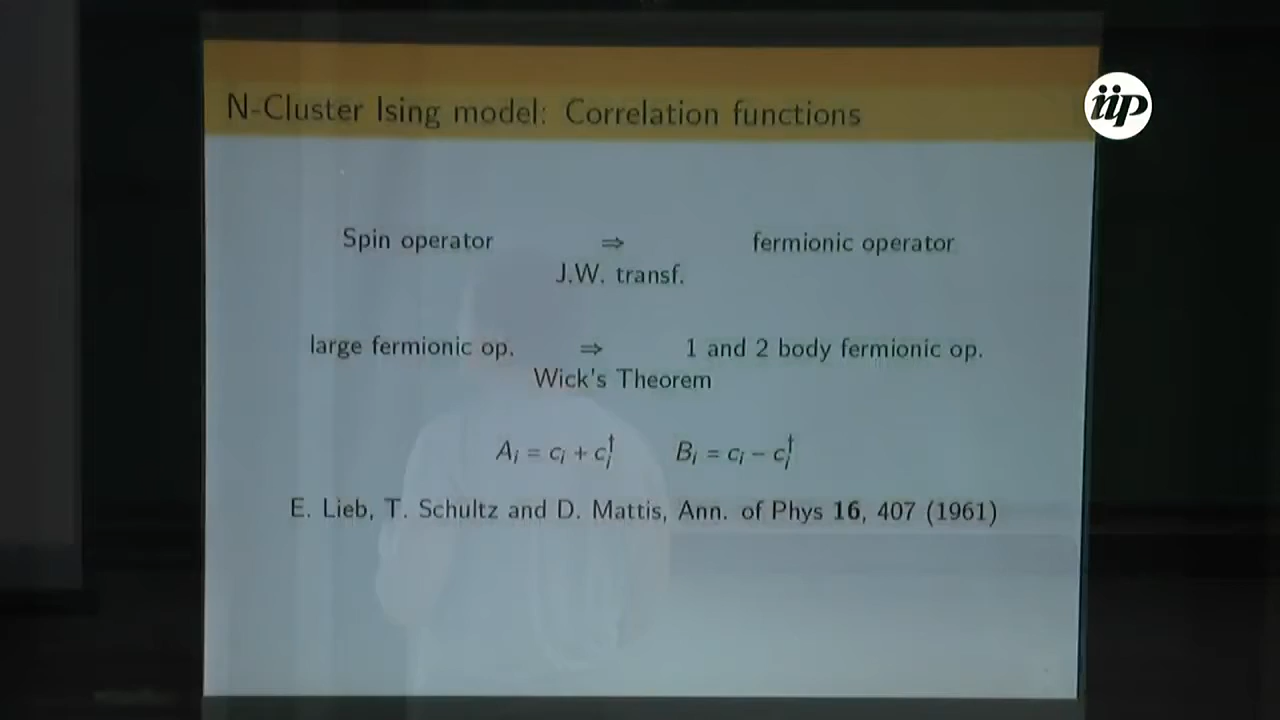 N-Cluster Ising model: Correlation functions
iip
Spin operator ⇒ fermionic operator
J.W. transf.
large fermionic op. ⇒ 1 and 2 body fermionic op.
Wick's Theorem
A_i = c_i + c_i^† B_i = c_i − c_i^†
E. Lieb, T. Schultz and D. Mattis, Ann. of Phys 16, 407 (1961)